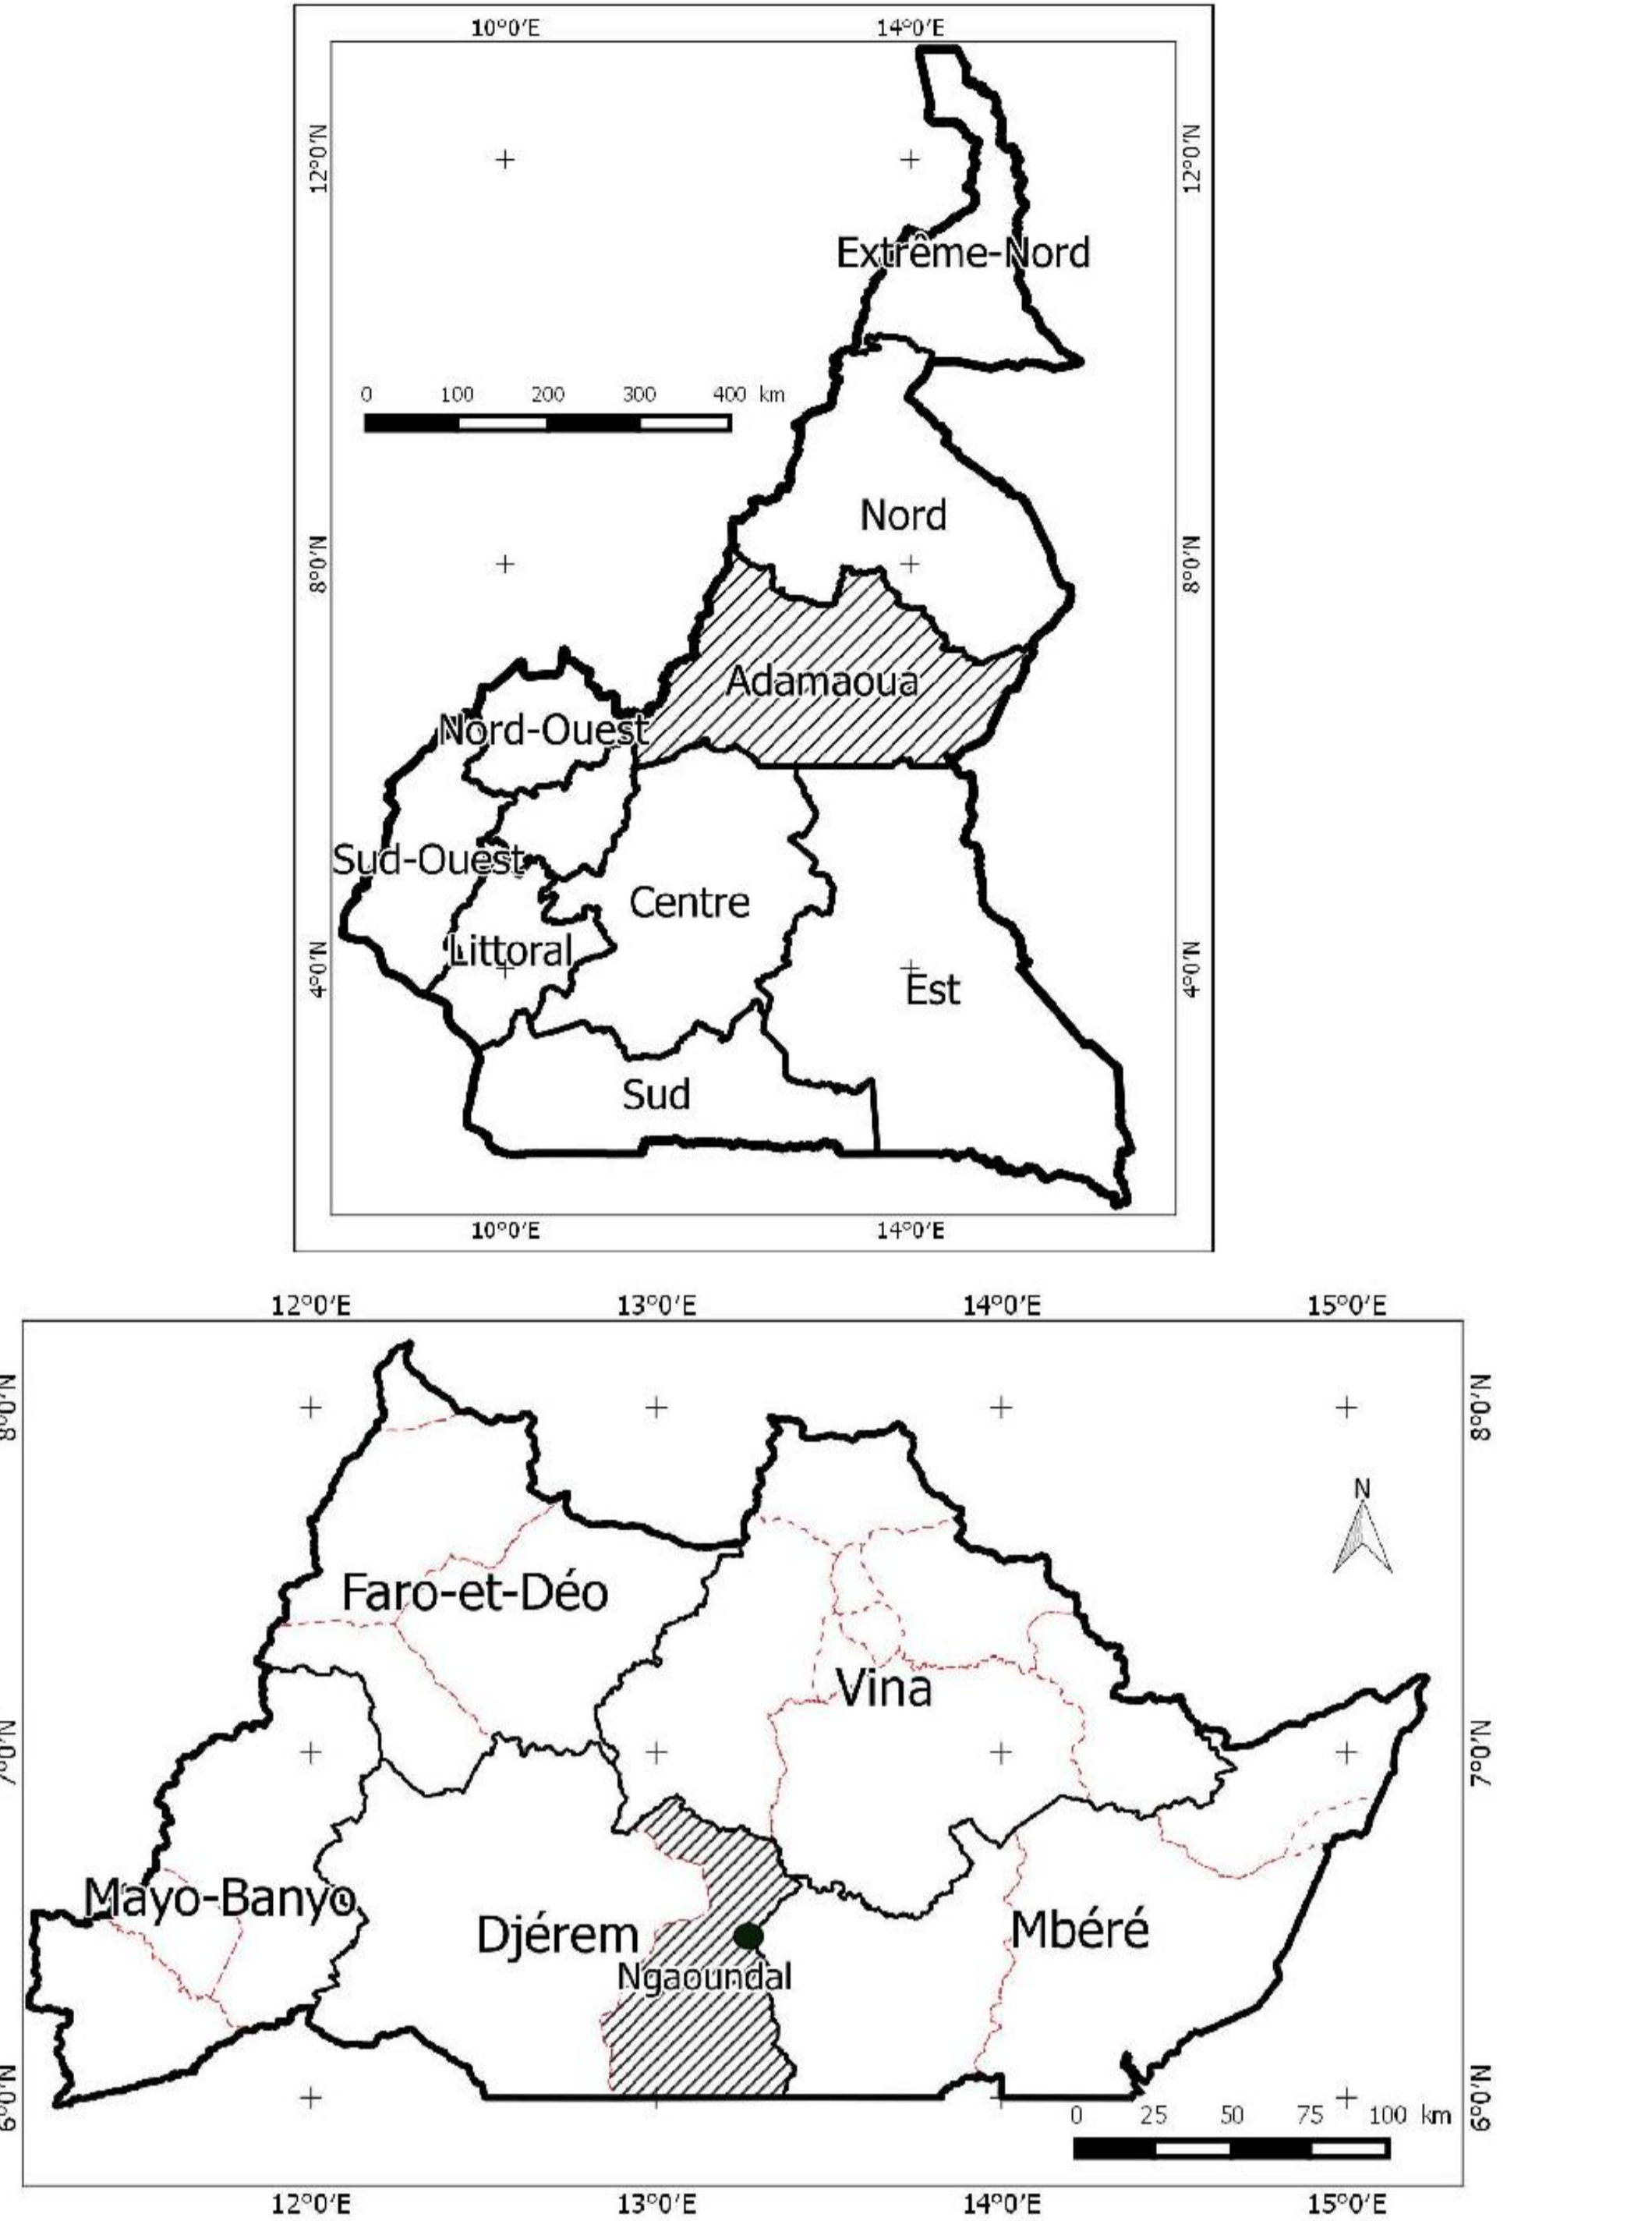 10°0'E 14°0'E
12°0'N 12°0'N
Extrême-Nord
0 100 200 300 400 km
Nord
8°0'N 8°0'N
Adamaoua
Nord-Ouest
Sud-Ouest
Centre
Littoral
4°0'N 4°0'N
Est
Sud
10°0'E 14°0'E
12°0'E 13°0'E 14°0'E 15°0'E
8°0'N 8°0'N
N
Faro-et-Déo
Vina
7°0'N 7°0'N
Mayo-Banyo
Djérem
Mbéré
Ngaoundal
6°0'N 6°0'N
0 25 50 75 100 km
12°0'E 13°0'E 14°0'E 15°0'E